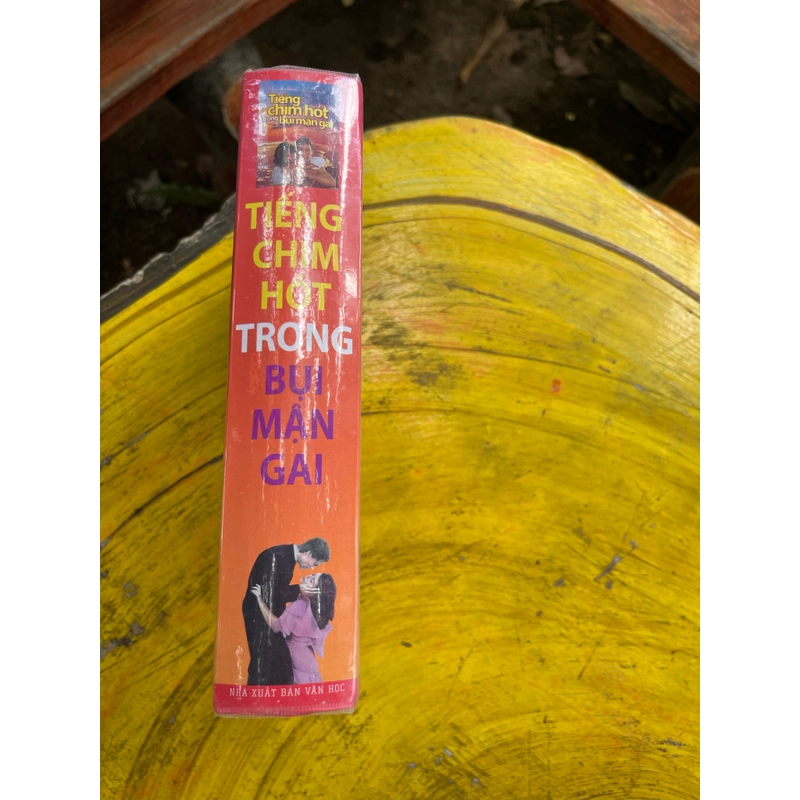 Tiếng
chim hót
trong bụi mận gai
TIẾNG
CHIM
HÓT
TRONG
BỤI
MẬN
GAI
NHÀ XUẤT BẢN VĂN HỌC